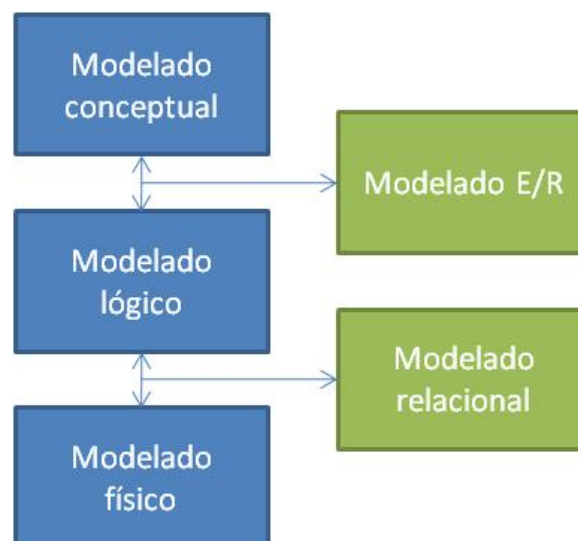 Modelado
conceptual
Modelado E/R
Modelado
lógico
Modelado
relacional
Modelado
físico